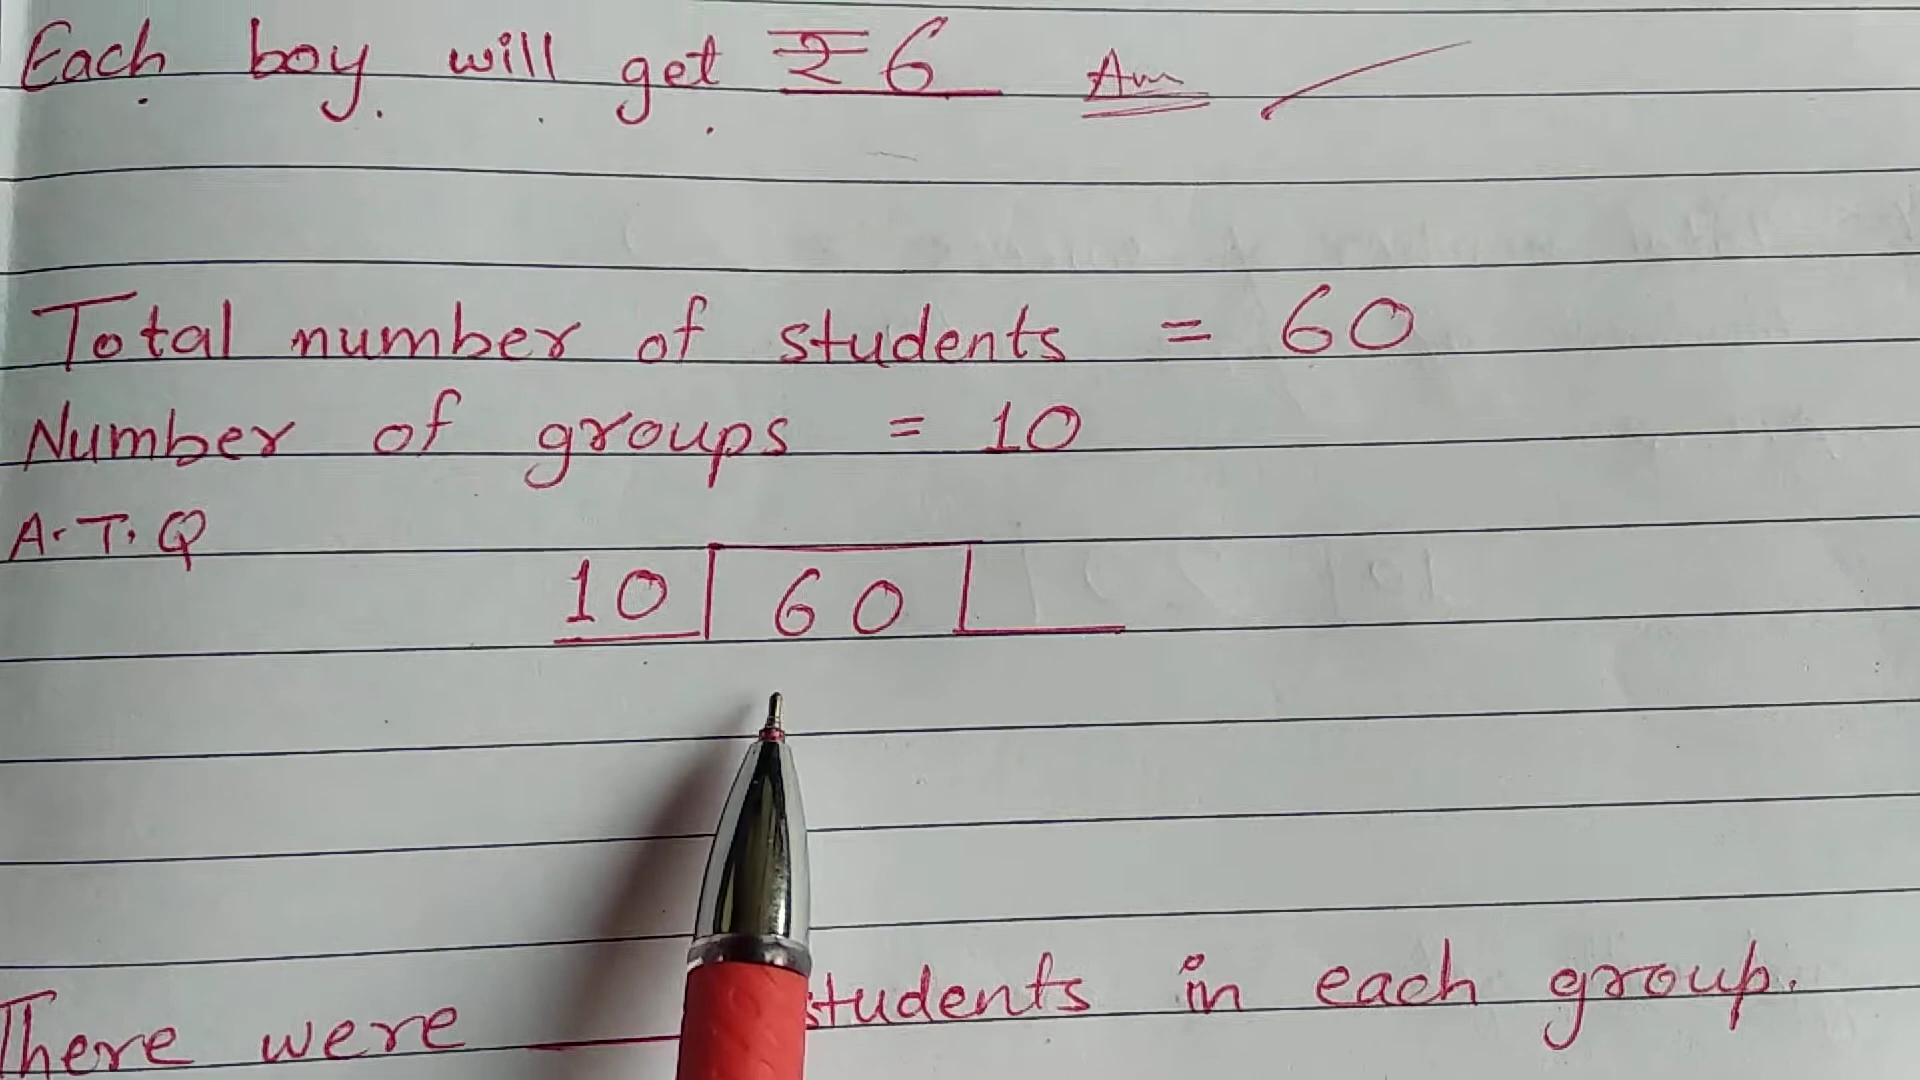 Each boy will get ₹6 Ans
Total number of students = 60
Number of groups = 10
A.T.Q
10 60
There were students in each group.